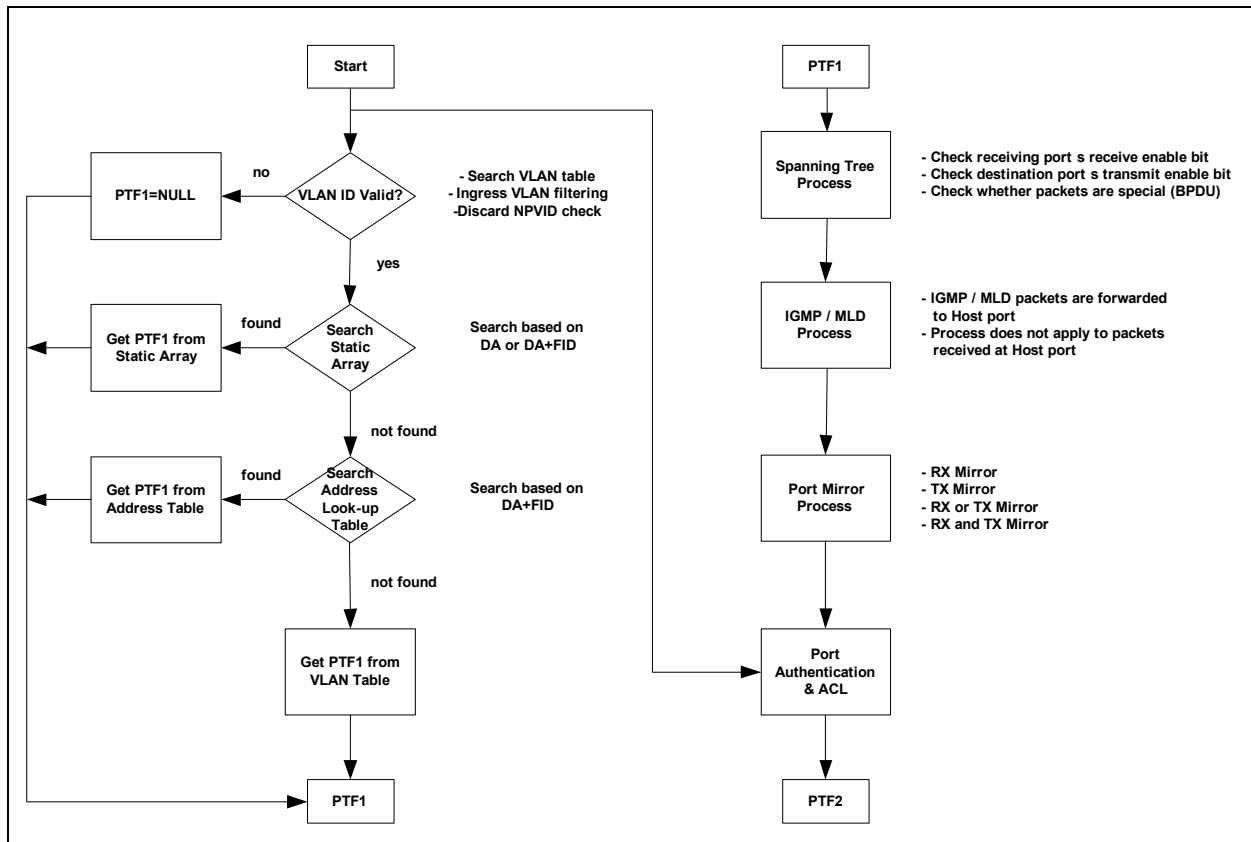 Start
VLAN ID Valid?
no
PTF1=NULL
- Search VLAN table
- Ingress VLAN filtering
-Discard NPVID check
yes
Search
Static
Array
found
Get PTF1 from
Static Array
Search based on
DA or DA+FID
not found
Search
Address
Look-up
Table
found
Get PTF1 from
Address Table
Search based on
DA+FID
not found
Get PTF1 from
VLAN Table
PTF1
PTF1
Spanning Tree
Process
- Check receiving port s receive enable bit
- Check destination port s transmit enable bit
- Check whether packets are special (BPDU)
IGMP / MLD
Process
- IGMP / MLD packets are forwarded
to Host port
- Process does not apply to packets
received at Host port
Port Mirror
Process
- RX Mirror
- TX Mirror
- RX or TX Mirror
- RX and TX Mirror
Port
Authentication
& ACL
PTF2